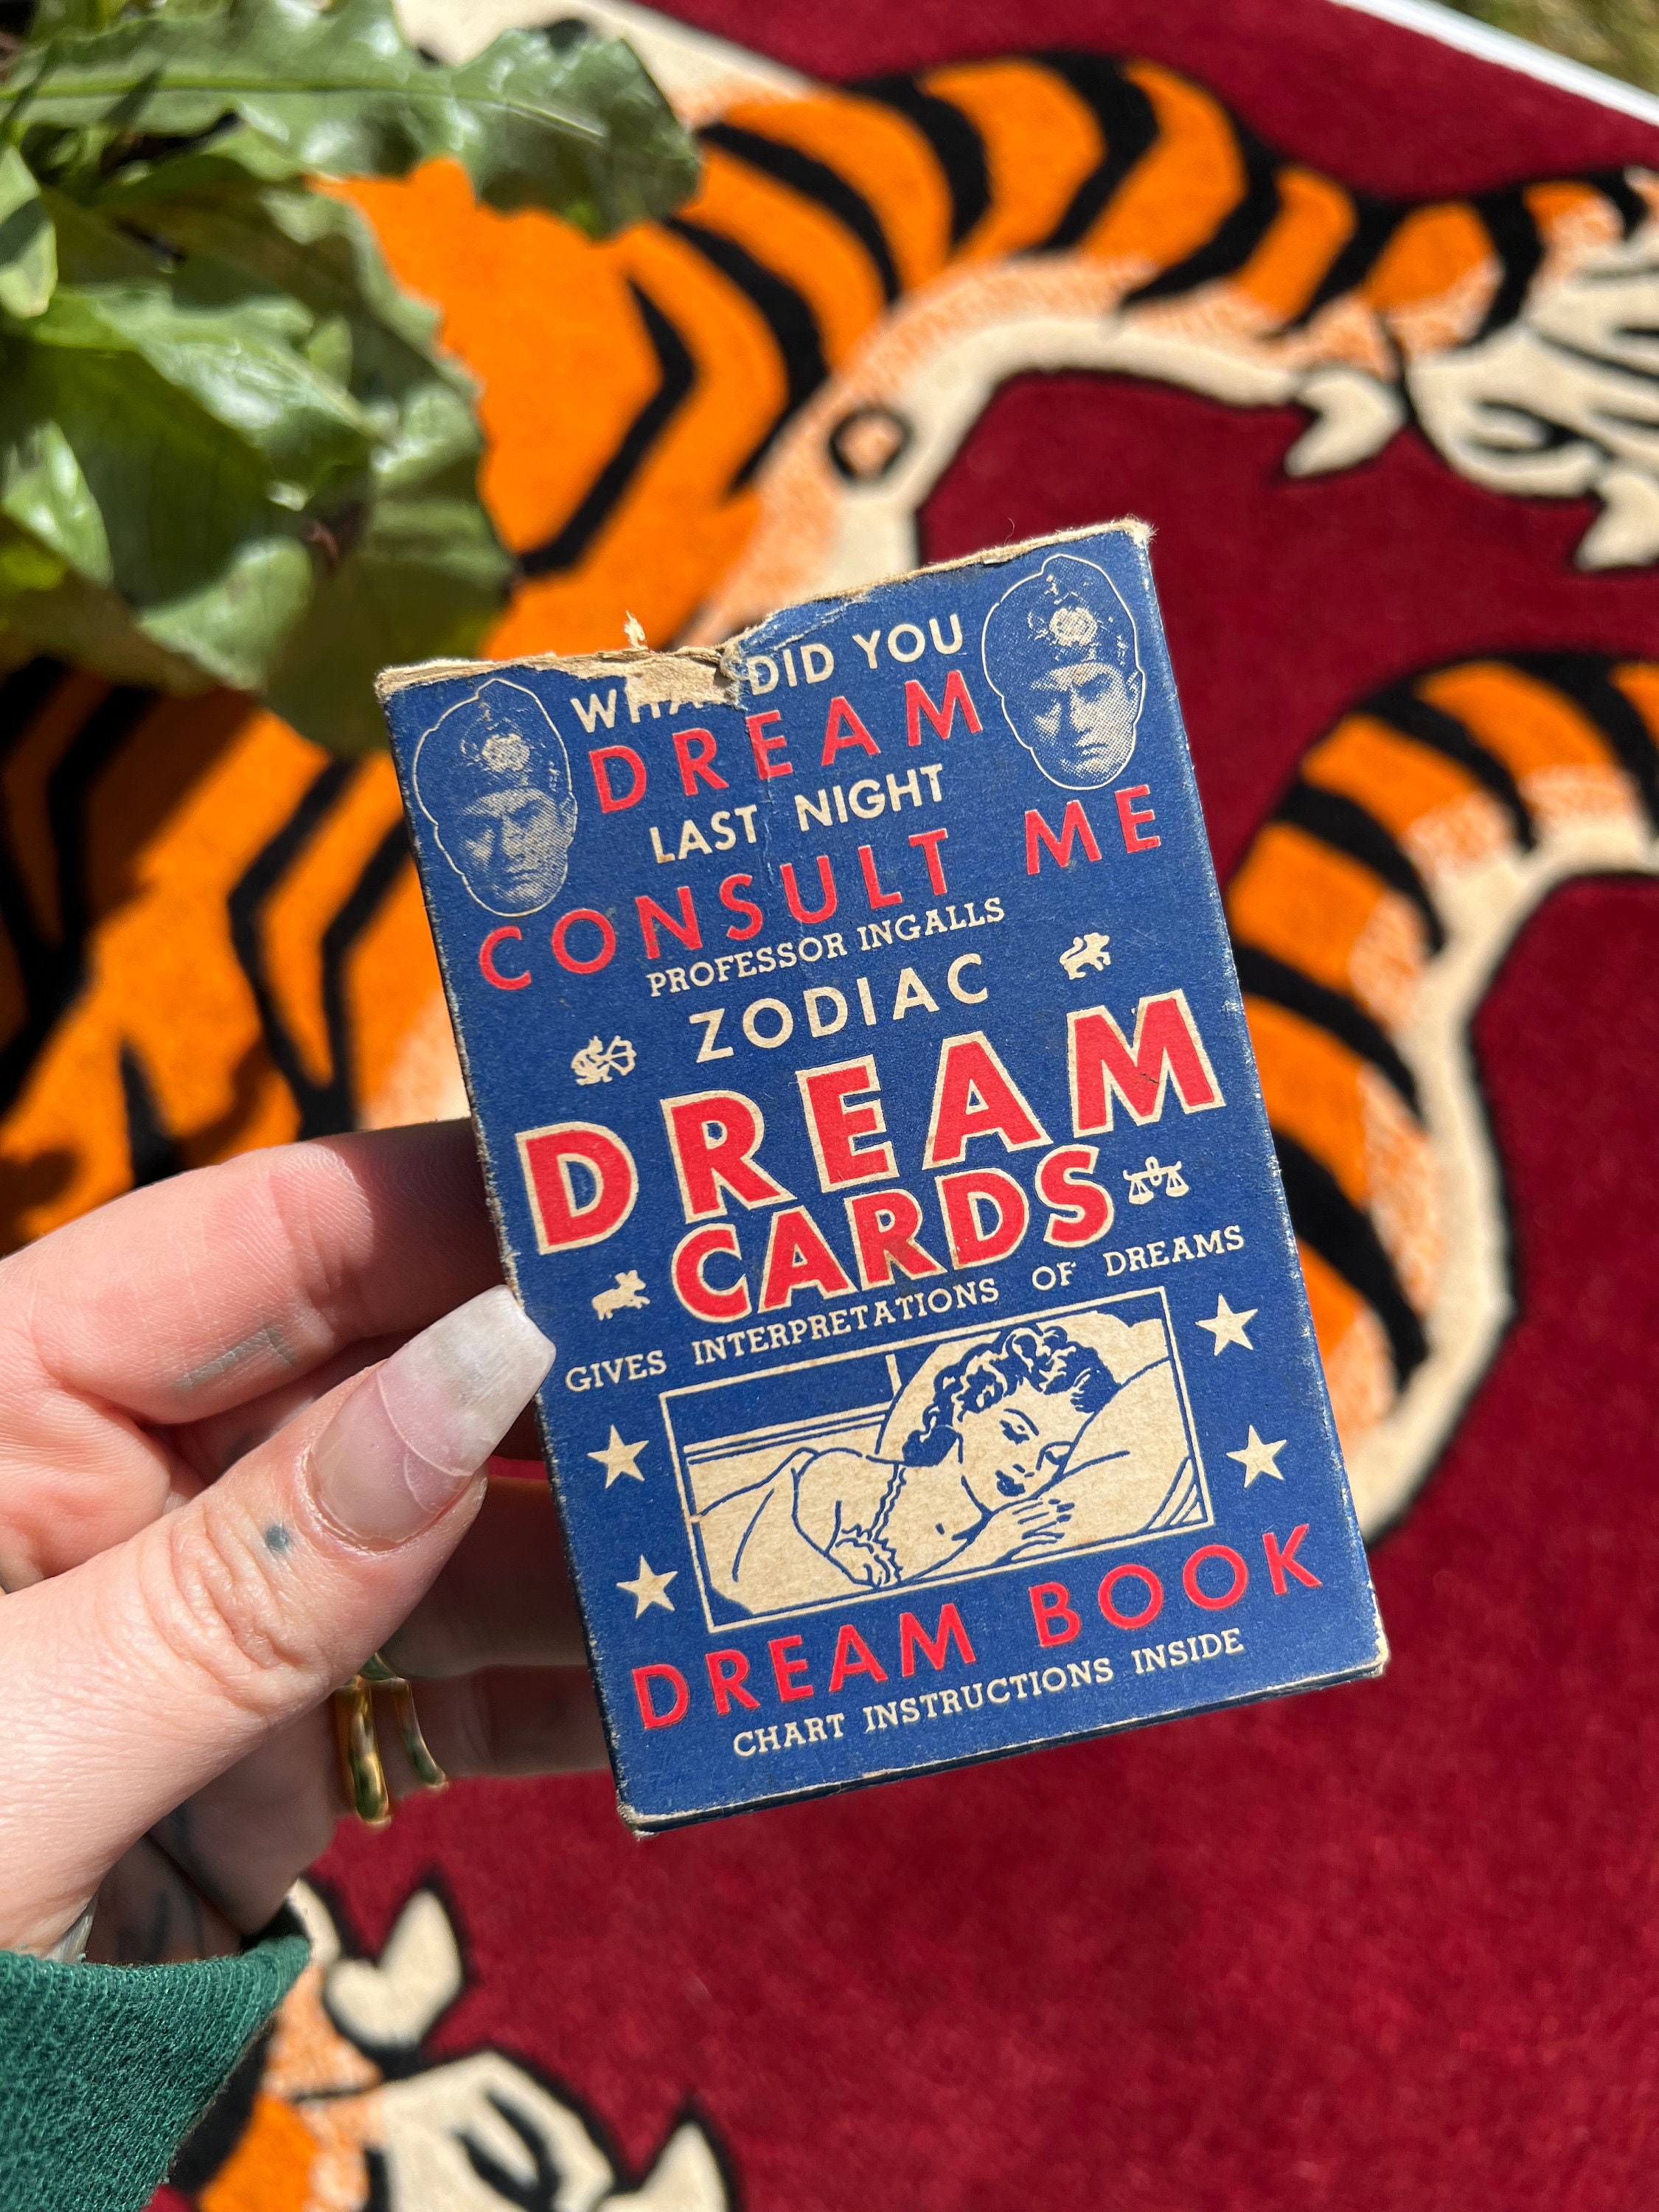 WHAT DID YOU
DREAM
LAST NIGHT
CONSULT ME
PROFESSOR INGALLS
ZODIAC
DREAM
CARDS
GIVES INTERPRETATIONS OF DREAMS
DREAM BOOK
CHART INSTRUCTIONS INSIDE